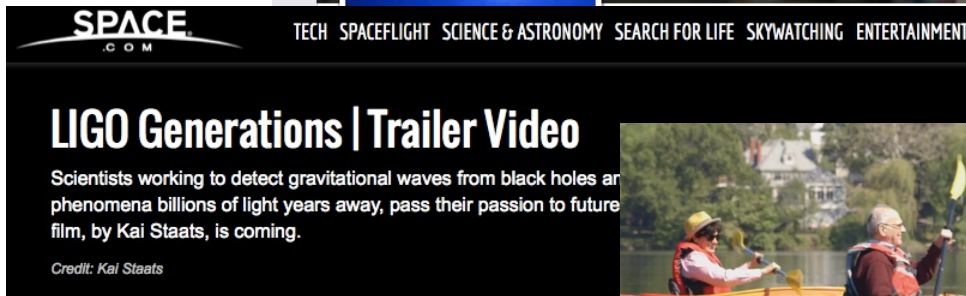 SPACE
.COM
TECH SPACEFLIGHT SCIENCE & ASTRONOMY SEARCH FOR LIFE SKYWATCHING ENTERTAINMENT
LIGO Generations | Trailer Video
Scientists working to detect gravitational waves from black holes
phenomena billions of light years away, pass their passion to future
film, by Kai Staats, is coming.
Credit: Kai Staats